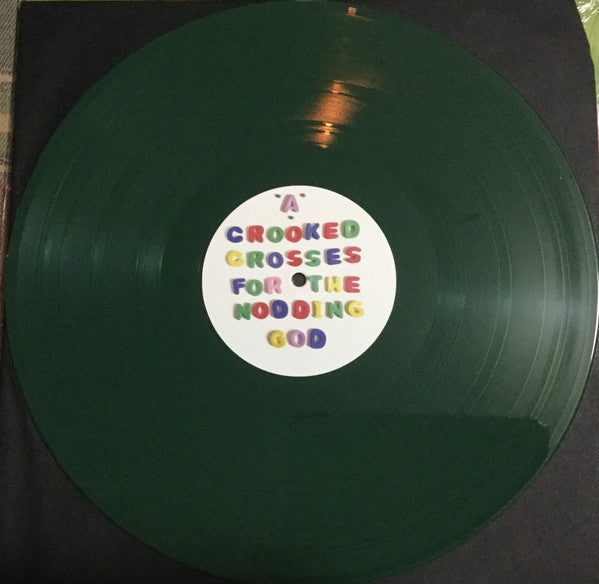 "A"
CROOKED
CROSSES
FOR THE
NODDING
GOD